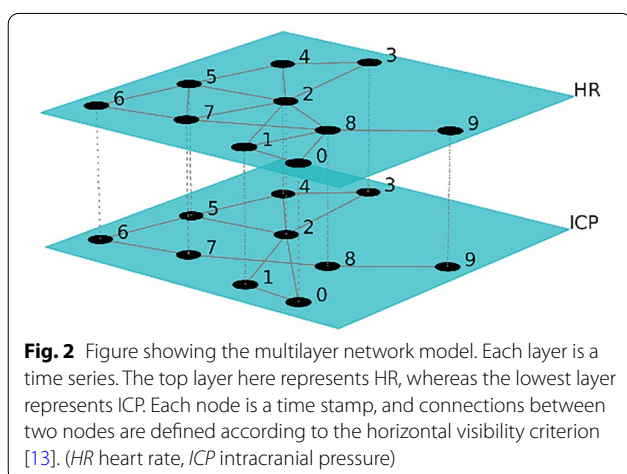 4
3
5
HR
6
2
7
8
9
1
0
4
3
5
ICP
6
2
7
8
9
1
0
Fig. 2 Figure showing the multilayer network model. Each layer is a
time series. The top layer here represents HR, whereas the lowest layer
represents ICP. Each node is a time stamp, and connections between
two nodes are defined according to the horizontal visibility criterion
[13]. (HR heart rate, ICP intracranial pressure)